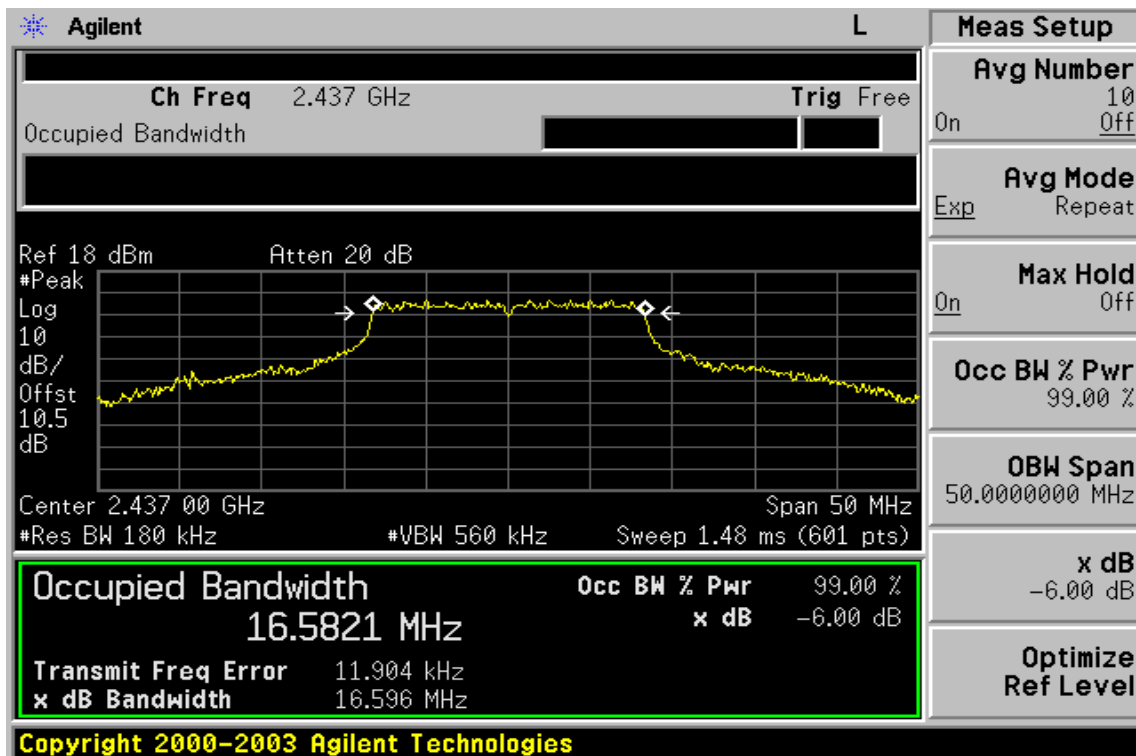 Agilent
L
Ch Freq 2.437 GHz Trig Free
Occupied Bandwidth
Ref 18 dBm Atten 20 dB
#Peak
Log
10
dB/
Offst
10.5
dB
Center 2.437 00 GHz Span 50 MHz
#Res BW 180 kHz #VBW 560 kHz Sweep 1.48 ms (601 pts)
Occupied Bandwidth
16.5821 MHz
Occ BW % Pwr 99.00 %
x dB -6.00 dB
Transmit Freq Error 11.904 kHz
x dB Bandwidth 16.596 MHz
Copyright 2000-2003 Agilent Technologies
Meas Setup
Avg Number
10
On Off
Avg Mode
Exp Repeat
Max Hold
On Off
Occ BW % Pwr
99.00 %
OBW Span
50.0000000 MHz
x dB
-6.00 dB
Optimize
Ref Level